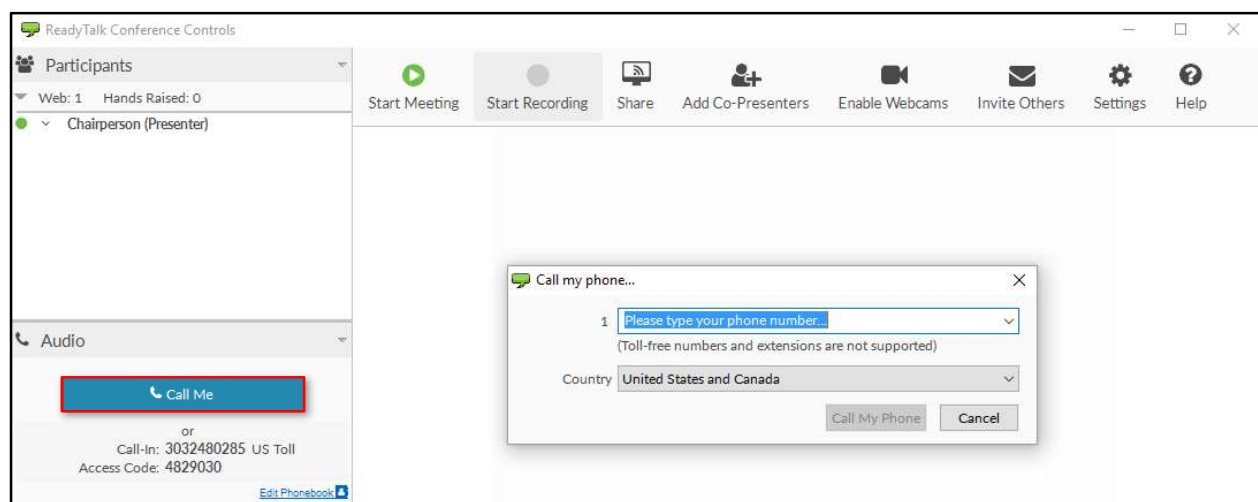 ReadyTalk Conference Controls
Participants
Web: 1 Hands Raised: 0
Chairperson (Presenter)
Start Meeting Start Recording Share Add Co-Presenters Enable Webcams Invite Others Settings Help
Call my phone...
1 Please type your phone number...
(Toll-free numbers and extensions are not supported)
Country United States and Canada
Call My Phone Cancel
Audio
Call Me
or
Call-In: 3032480285 US Toll
Access Code: 4829030
Edit Phonebook